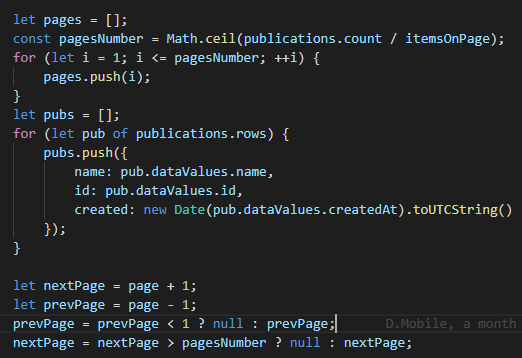 let pages = [];
const pagesNumber = Math.ceil(publications.count / itemsOnPage);
for (let i = 1; i <= pagesNumber; ++i) {
    pages.push(i);
}
let pubs = [];
for (let pub of publications.rows) {
    pubs.push({
        name: pub.dataValues.name,
        id: pub.dataValues.id,
        created: new Date(pub.dataValues.createdAt).toUTCString()
    });
}

let nextPage = page + 1;
let prevPage = page - 1;
prevPage = prevPage < 1 ? null : prevPage;      D.Mobile, a month
nextPage = nextPage > pagesNumber ? null : nextPage;